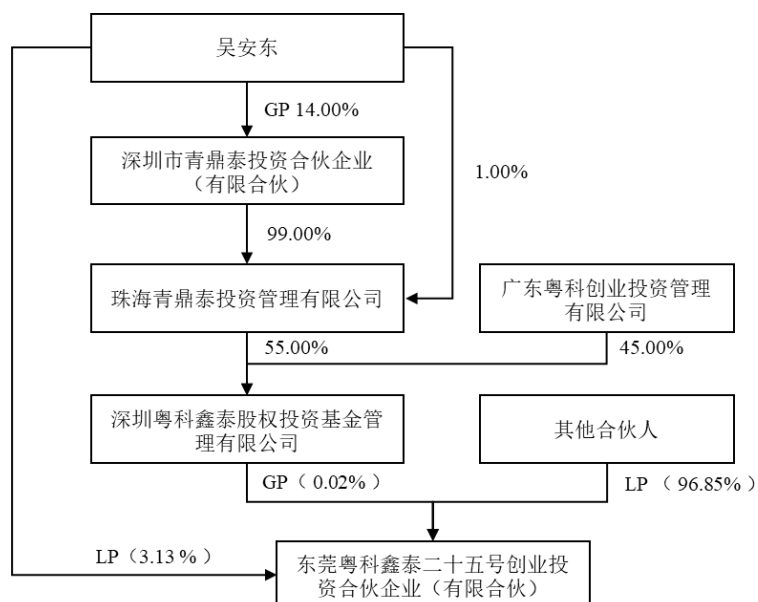 吴安东
GP 14.00%
深圳市青鼎泰投资合伙企业
（有限合伙）
1.00%
99.00%
珠海青鼎泰投资管理有限公司
广东粤科创业投资管理
有限公司
55.00%
45.00%
深圳粤科鑫泰股权投资基金管
理有限公司
其他合伙人
GP（ 0.02% ）
LP （ 96.85% ）
LP（3.13 % ）
东莞粤科鑫泰二十五号创业投
资合伙企业（有限合伙）